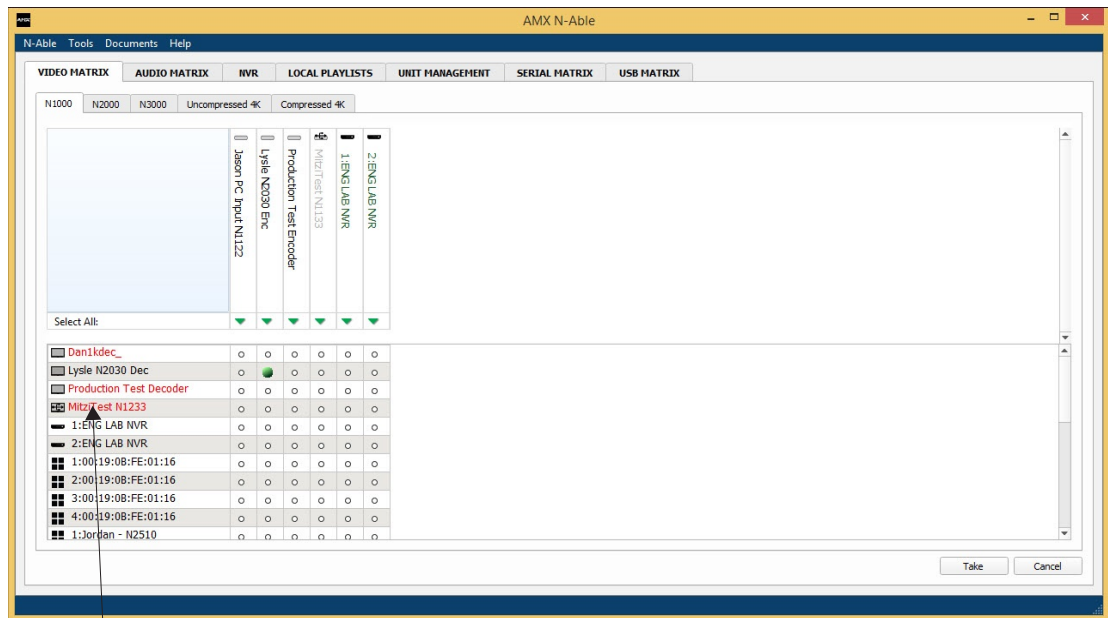 AMX
AMX N-Able
N-Able Tools Documents Help
VIDEO MATRIX AUDIO MATRIX NVR LOCAL PLAYLISTS UNIT MANAGEMENT SERIAL MATRIX USB MATRIX
N1000 N2000 N3000 Uncompressed 4K Compressed 4K
Jason PC Input N1122
Lysle N2030 Enc
Production Test Encoder
MitziTest N1133
1:ENG LAB NVR
2:ENG LAB NVR
Select All:
Dan1kdec_
Lysle N2030 Dec
Production Test Decoder
MitziTest N1233
1:ENG LAB NVR
2:ENG LAB NVR
1:00:19:0B:FE:01:16
2:00:19:0B:FE:01:16
3:00:19:0B:FE:01:16
4:00:19:0B:FE:01:16
1:Jordan - N2510
Take Cancel